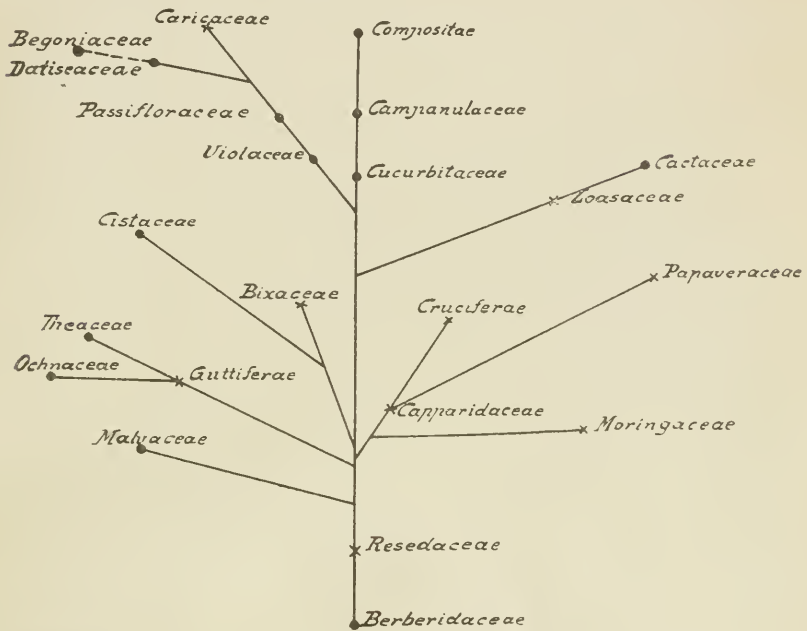 Caricaceae
Compositae
Begoniaceae
Datiseaceae
Passifloraceae
Campanulaceae
Violaceae
Cucurbitaceae
Cactaceae
Loasaceae
Cistaceae
Bixaceae
Papaveraceae
Cruciferae
Theaceae
Ochnaceae
Guttiferae
Capparidaceae
Malvaceae
Moringaceae
Resedaceae
Berberidaceae